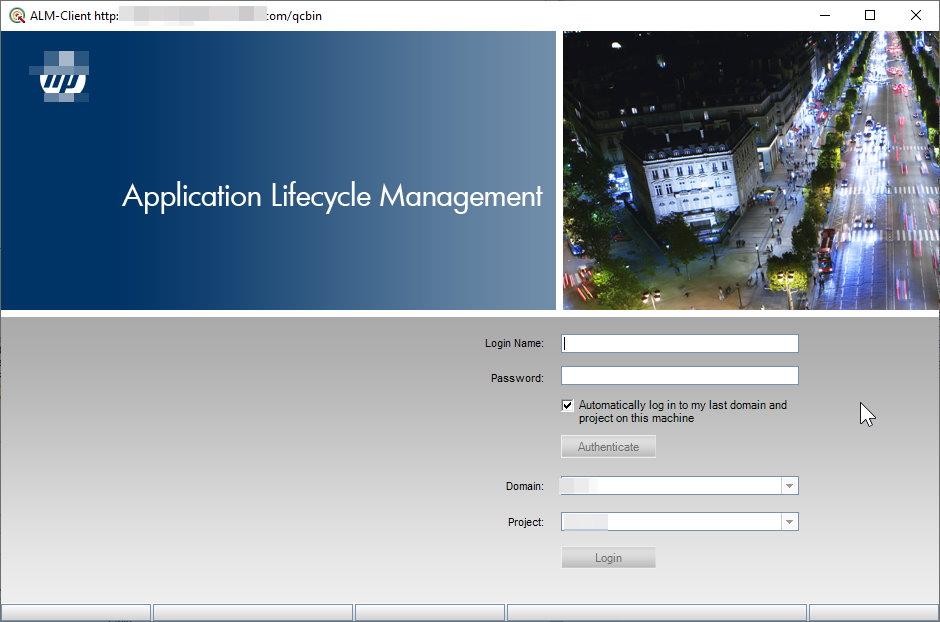 ALM-Client http: .com/qcbin
hp
Application Lifecycle Management
Login Name:
Password:
Automatically log in to my last domain and
project on this machine
Authenticate
Domain:
Project:
Login